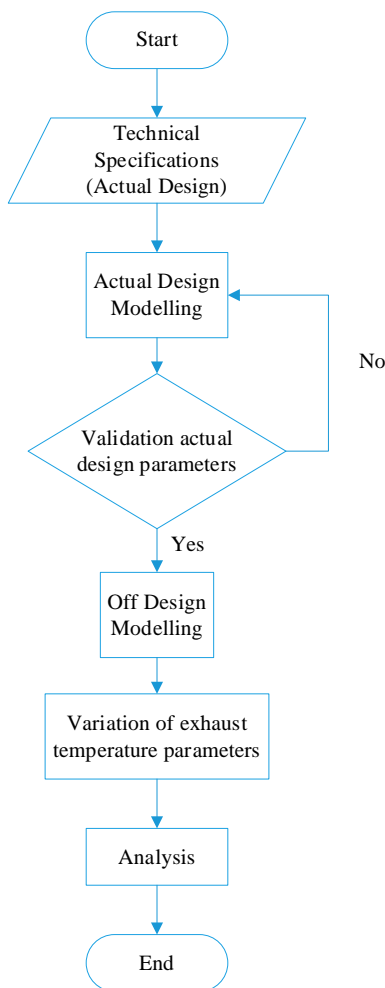 Start
Technical
Specifications
(Actual Design)
Actual Design
Modelling
No
Validation actual
design parameters
Yes
Off Design
Modelling
Variation of exhaust
temperature parameters
Analysis
End